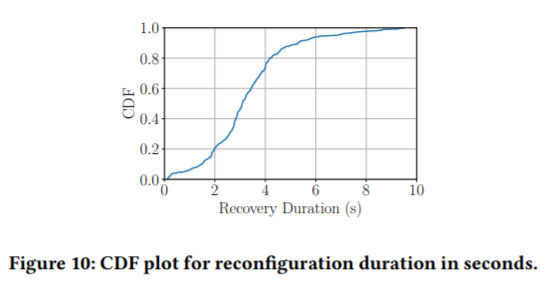 1.0
0.8
0.6
0.4
0.2
0.0
CDF
0 2 4 6 8 10
Recovery Duration (s)
Figure 10: CDF plot for reconfiguration duration in seconds.